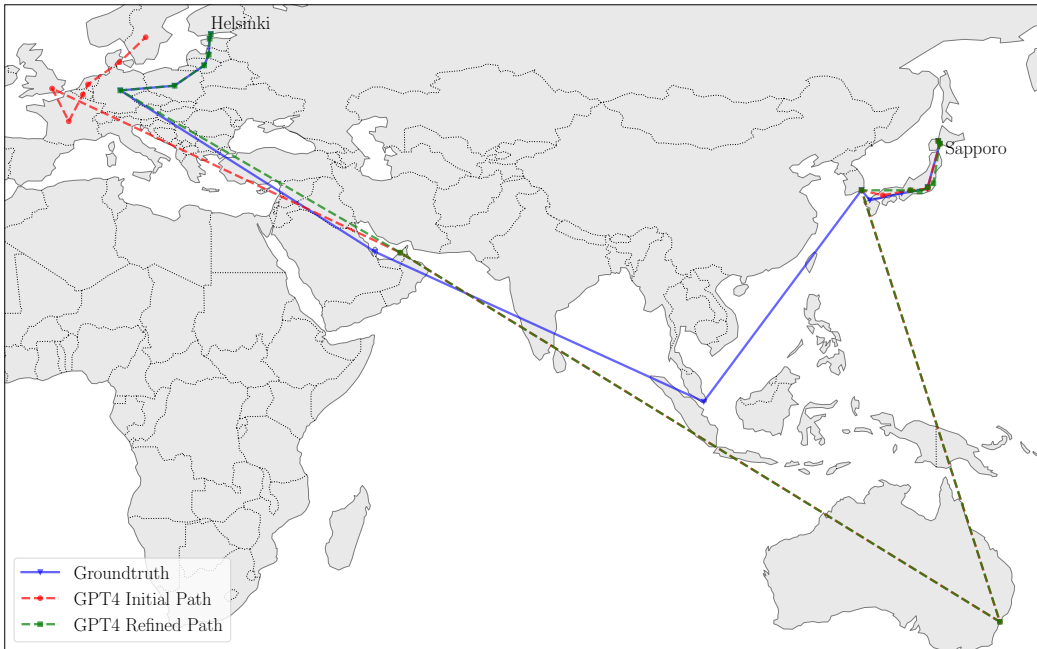 Helsinki
Sapporo
Groundtruth
GPT4 Initial Path
GPT4 Refined Path